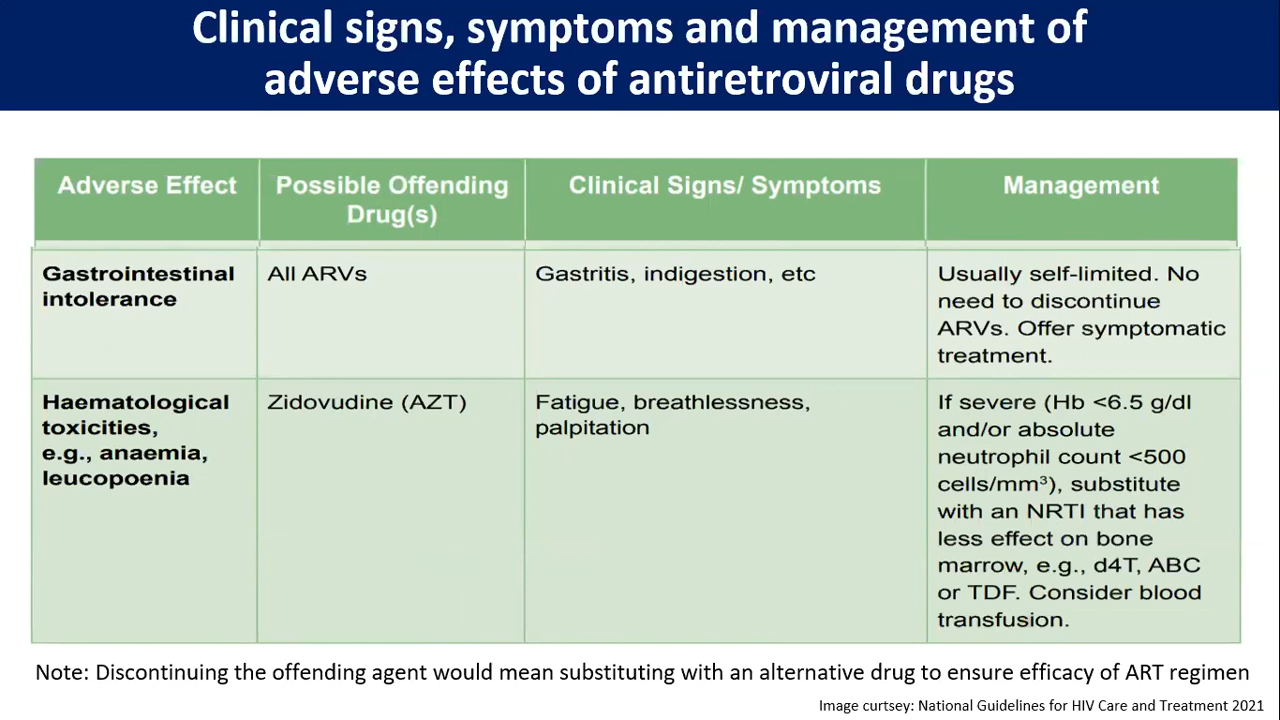 Clinical signs, symptoms and management of
adverse effects of antiretroviral drugs
Adverse Effect
Possible Offending
Drug(s)
Clinical Signs/ Symptoms
Management
Gastrointestinal
intolerance
All ARVs
Gastritis, indigestion, etc
Usually self-limited. No
need to discontinue
ARVs. Offer symptomatic
treatment.
Haematological
toxicities,
e.g., anaemia,
leucopoenia
Zidovudine (AZT)
Fatigue, breathlessness,
palpitation
If severe (Hb <6.5 g/dl
and/or absolute
neutrophil count <500
cells/mm³), substitute
with an NRTI that has
less effect on bone
marrow, e.g., d4T, ABC
or TDF. Consider blood
transfusion.
Note: Discontinuing the offending agent would mean substituting with an alternative drug to ensure efficacy of ART regimen
Image curtsey: National Guidelines for HIV Care and Treatment 2021